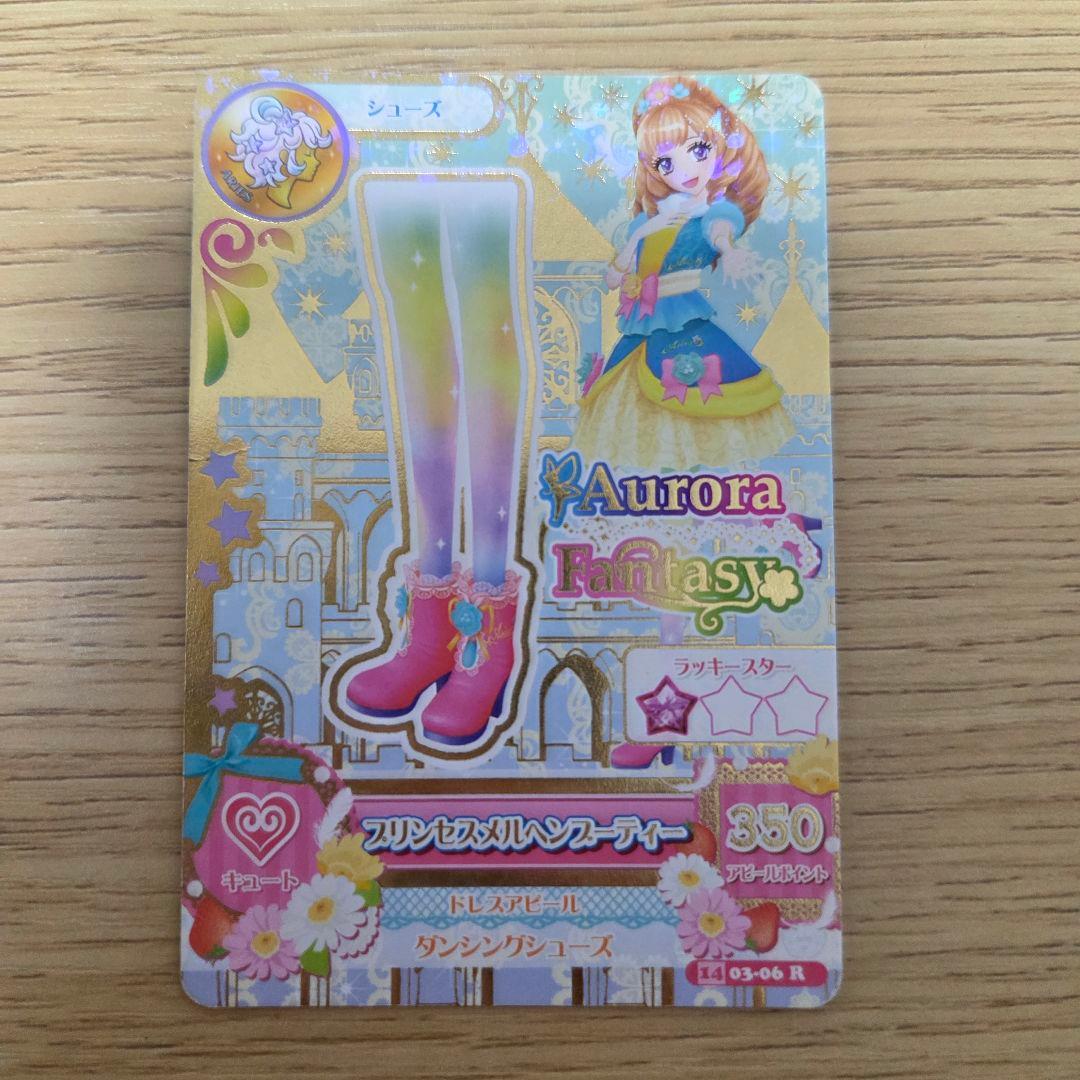 シューズ
ARIES
Aurora
Fantasy
ラッキースター
プリンセスメルヘンブーティー
350
アピールポイント
キュート
ドレスアピール
ダンシングシューズ
14 03-06 R